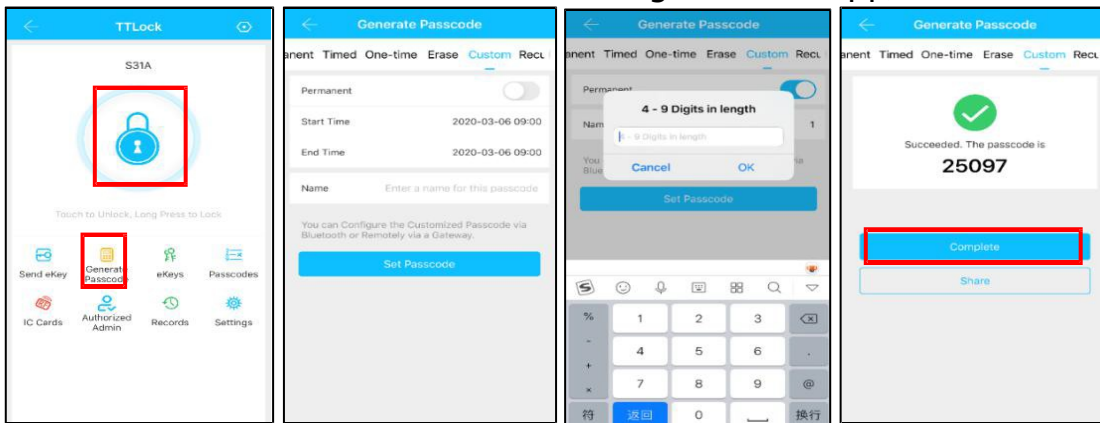 TTLock
S31A
Touch to Unlock, Long Press to Lock
Send eKey
Generate
Passcode
eKeys
Passcodes
IC Cards
Authorized
Admin
Records
Settings
Generate Passcode
anent Timed One-time Erase Custom Recu
Permanent
Start Time 2020-03-06 09:00
End Time 2020-03-06 09:00
Name Enter a name for this passcode
You can Configure the Customized Passcode via
Bluetooth or Remotely via a Gateway.
Set Passcode
Generate Passcode
anent Timed One-time Erase Custom Recu
Permanent
Name 1
4 - 9 Digits in length
4 - 9 Digits in length
Cancel OK
You
Blue
via
Set Passcode
% 1 2 3
- 4 5 6 .
+
× 7 8 9 @
符 返回 0 换行
Generate Passcode
anent Timed One-time Erase Custom Recu
Succeeded. The passcode is
25097
Complete
Share